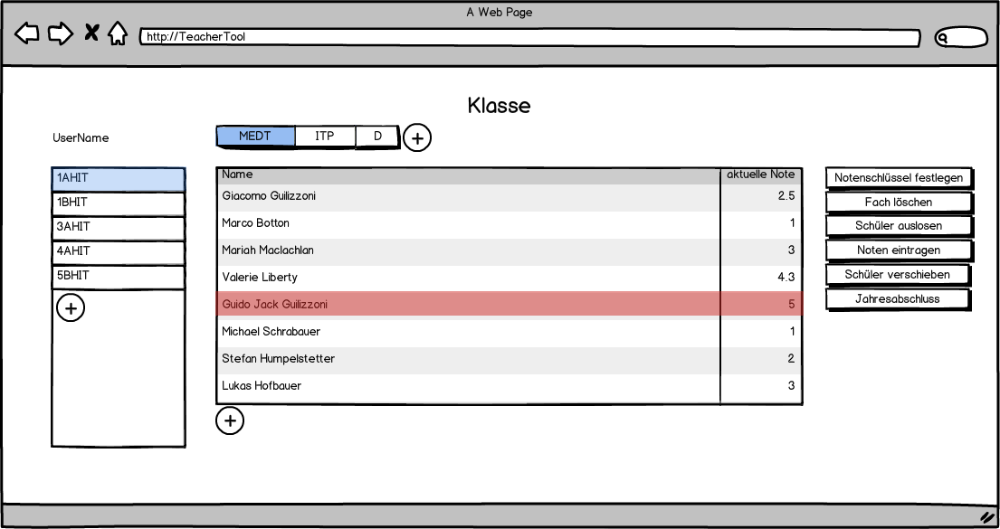 A Web Page
http://TeacherTool
Klasse
UserName
MEDT ITP D
1AHIT
1BHIT
3AHIT
4AHIT
5BHIT
Name aktuelle Note
Giacomo Guilizzoni 2.5
Marco Botton 1
Mariah Maclachlan 3
Valerie Liberty 4.3
Guido Jack Guilizzoni 5
Michael Schrabauer 1
Stefan Humpelstetter 2
Lukas Hofbauer 3
Notenschlüssel festlegen
Fach löschen
Schüler auslosen
Noten eintragen
Schüler verschieben
Jahresabschluss